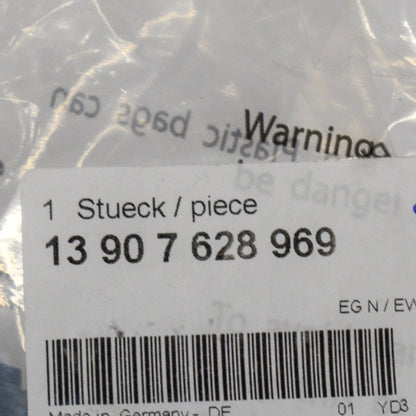 Plastic bags can
Warning
be danger
1 Stueck / piece
13 90 7 628 969
EG N / EW
Made in Germany - DE 01 YD3